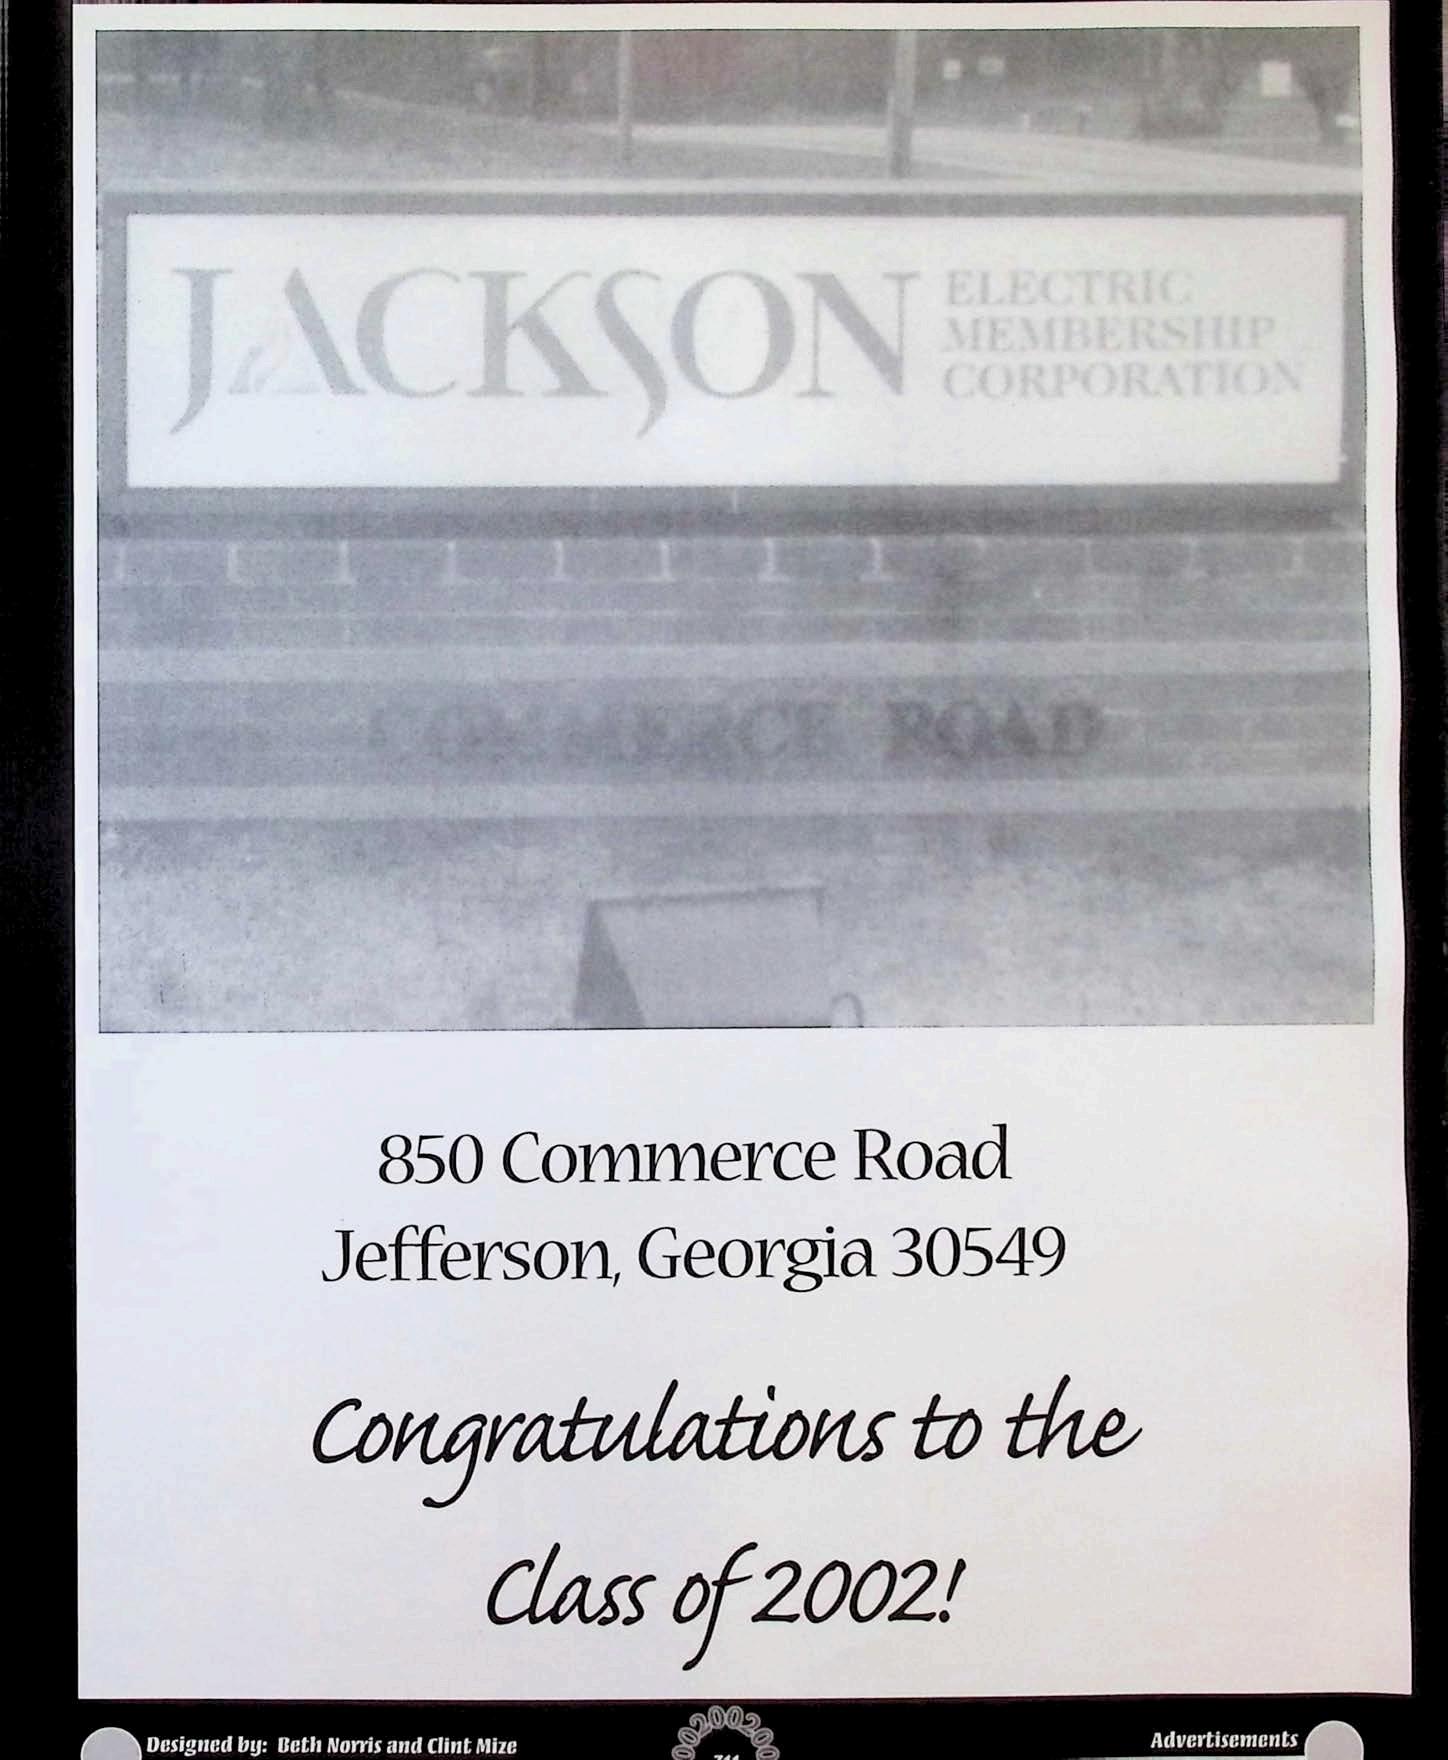 JACKSON
ELECTRIC
MEMBERSHIP
CORPORATION
COMMERCE ROAD
850 Commerce Road
Jefferson, Georgia 30549
Congratulations to the
Class of 2002!
Designed by: Beth Norris and Clint Mize
Advertisements